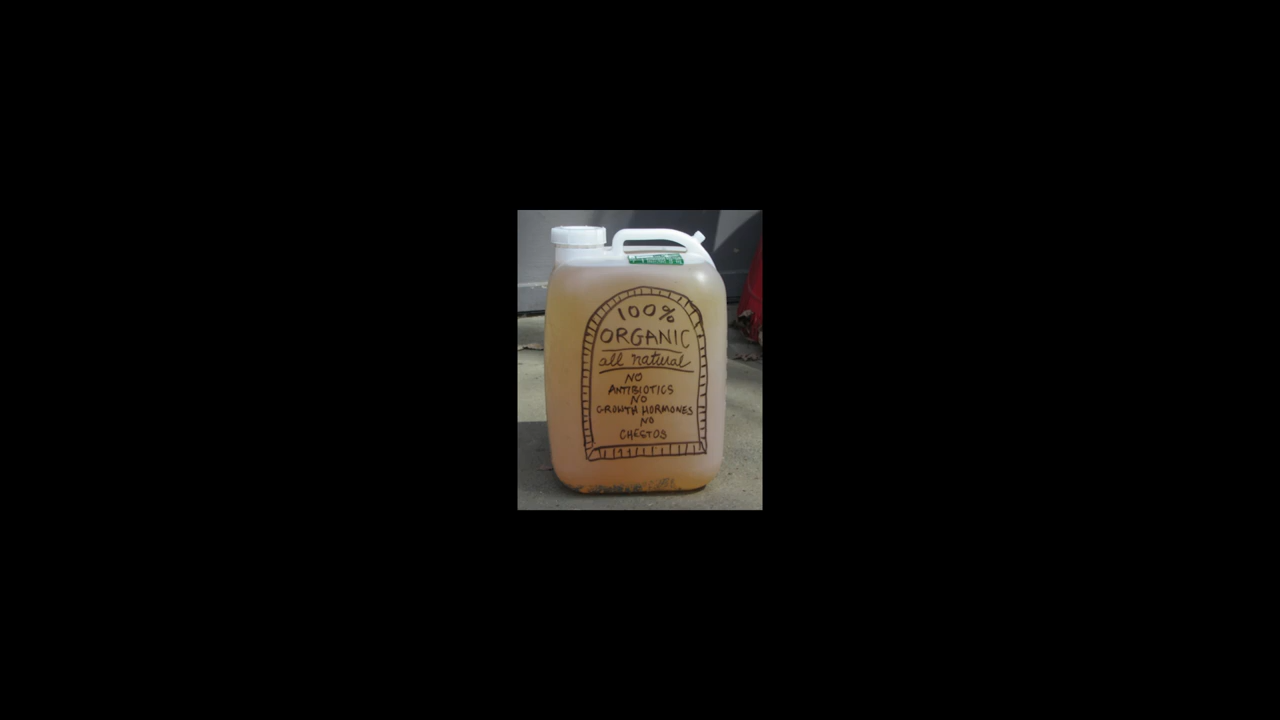 100%
ORGANIC
all natural
NO
ANTIBIOTICS
NO
GROWTH HORMONES
NO
CHEETOS